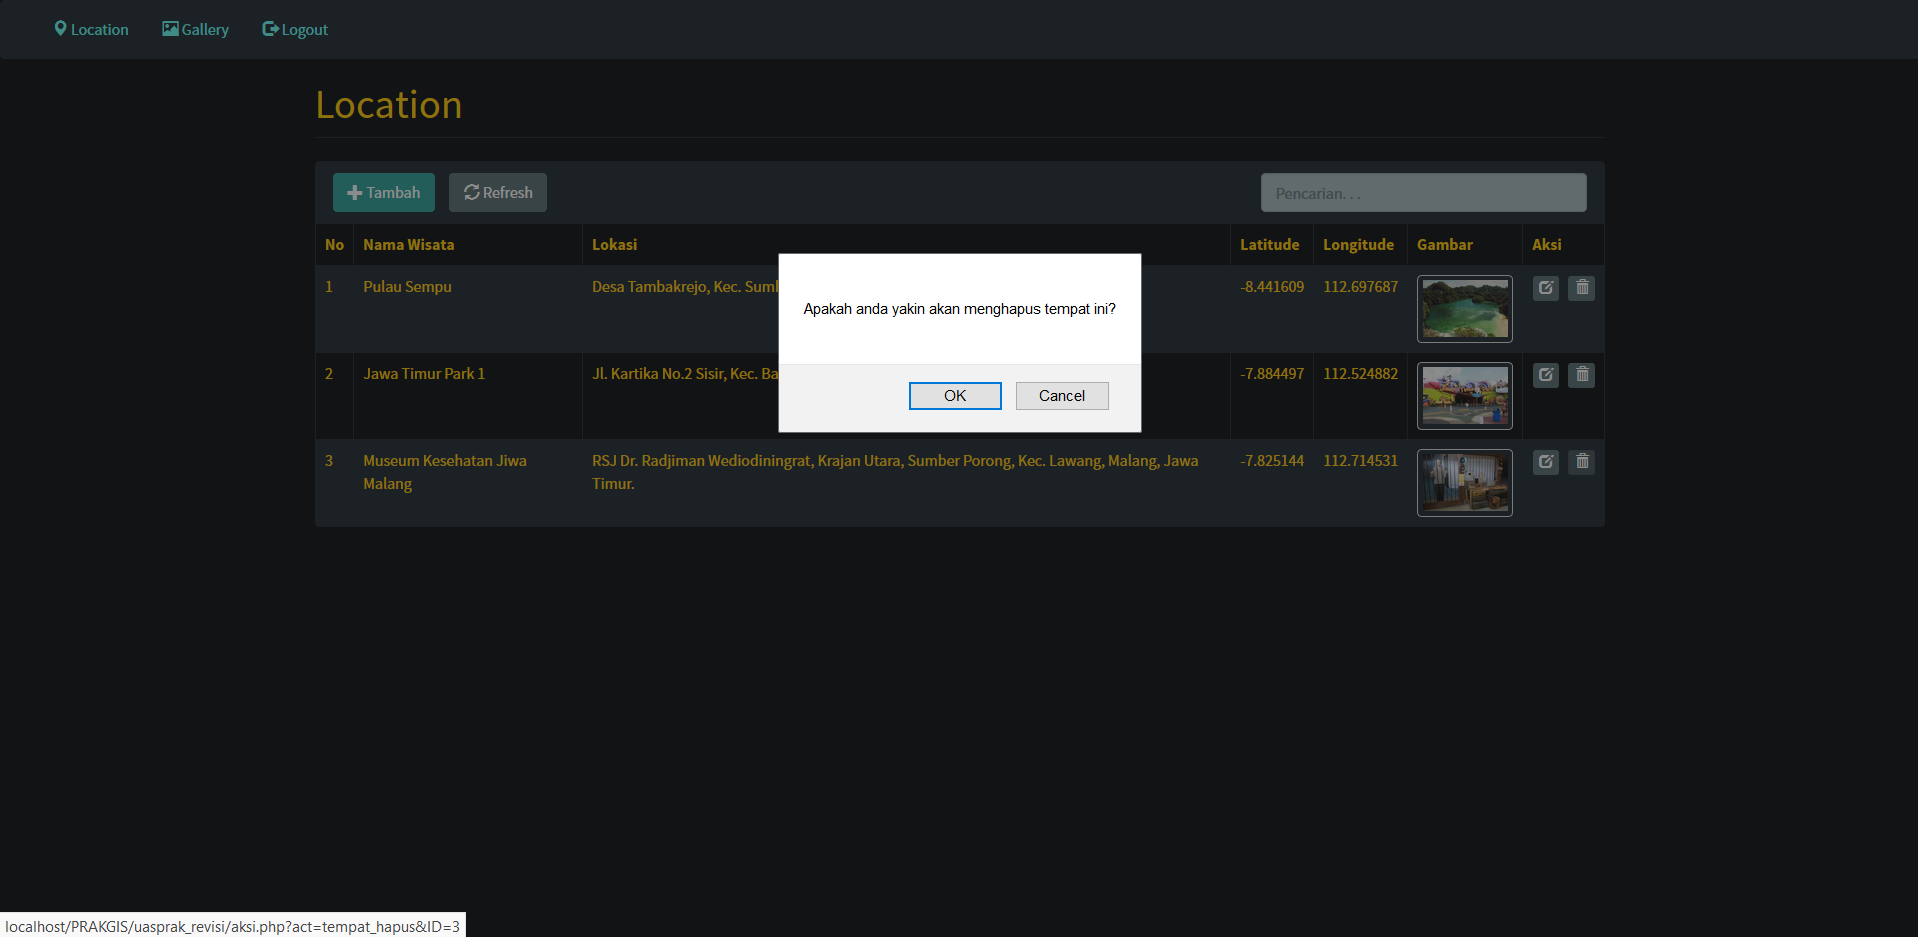 Location Gallery Logout
Location
Tambah Refresh Pencarian. . .
No Nama Wisata Lokasi Latitude Longitude Gambar Aksi
1 Pulau Sempu Desa Tambakrejo, Kec. -8.441609 112.697687
2 Jawa Timur Park 1 Jl. Kartika No.2 Sisir, Kec. -7.884497 112.524882
3 Museum Kesehatan Jiwa RSJ Dr. Radjiman Wediodiningrat, Krajan Utara, Sumber Porong, Kec. Lawang, Malang, Jawa -7.825144 112.714531
Malang Timur.
Apakah anda yakin akan menghapus tempat ini?
OK Cancel
localhost/PRAKGIS/uasprak_revisi/aksi.php?act=tempat_hapus&ID=3